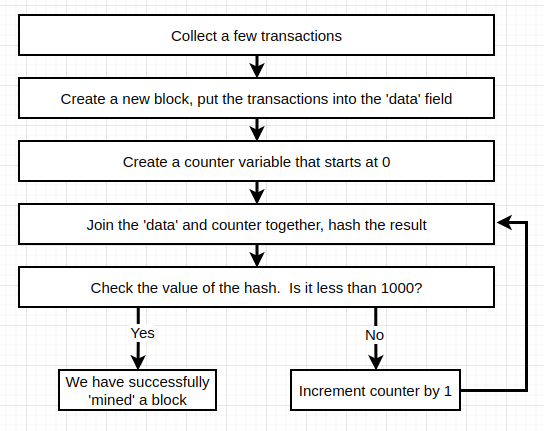 Collect a few transactions
Create a new block, put the transactions into the 'data' field
Create a counter variable that starts at 0
Join the 'data' and counter together, hash the result
Check the value of the hash.  Is it less than 1000?
Yes
No
We have successfully
'mined' a block
Increment counter by 1